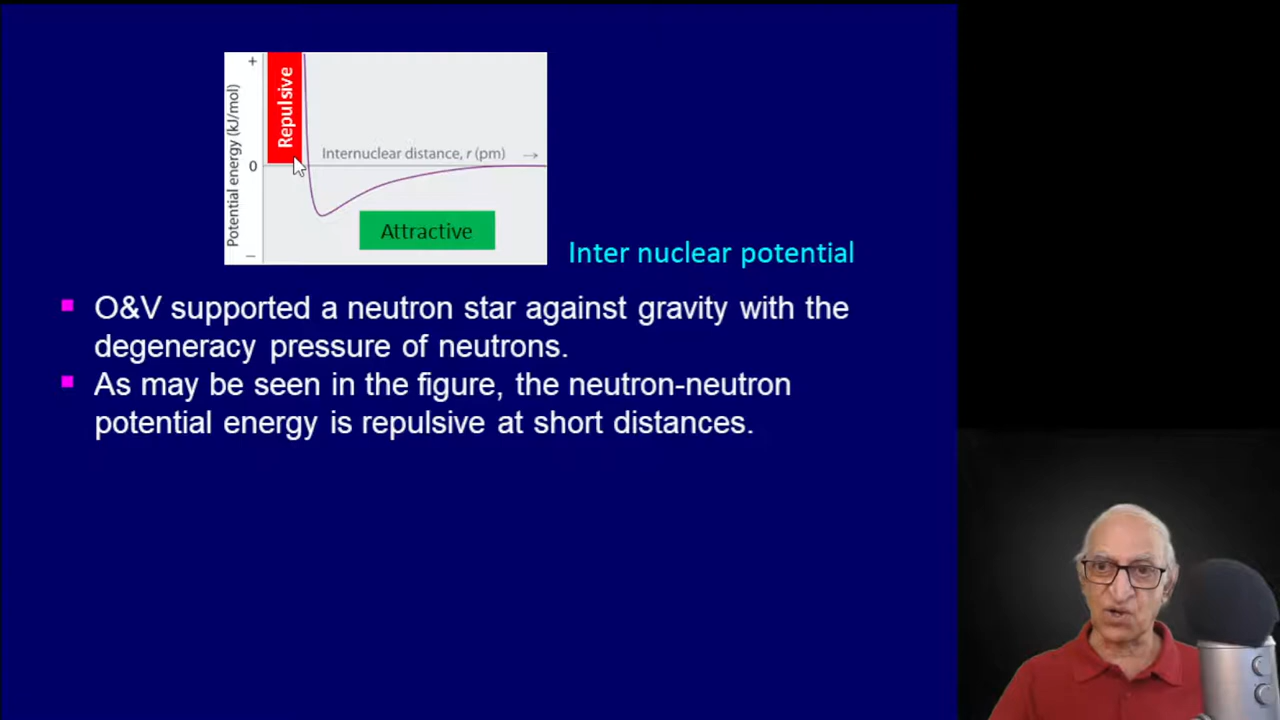 +
Repulsive
Potential energy (kJ/mol)
Internuclear distance, r (pm) →
0
Attractive
−
Inter nuclear potential
▪ O&V supported a neutron star against gravity with the
degeneracy pressure of neutrons.
▪ As may be seen in the figure, the neutron-neutron
potential energy is repulsive at short distances.